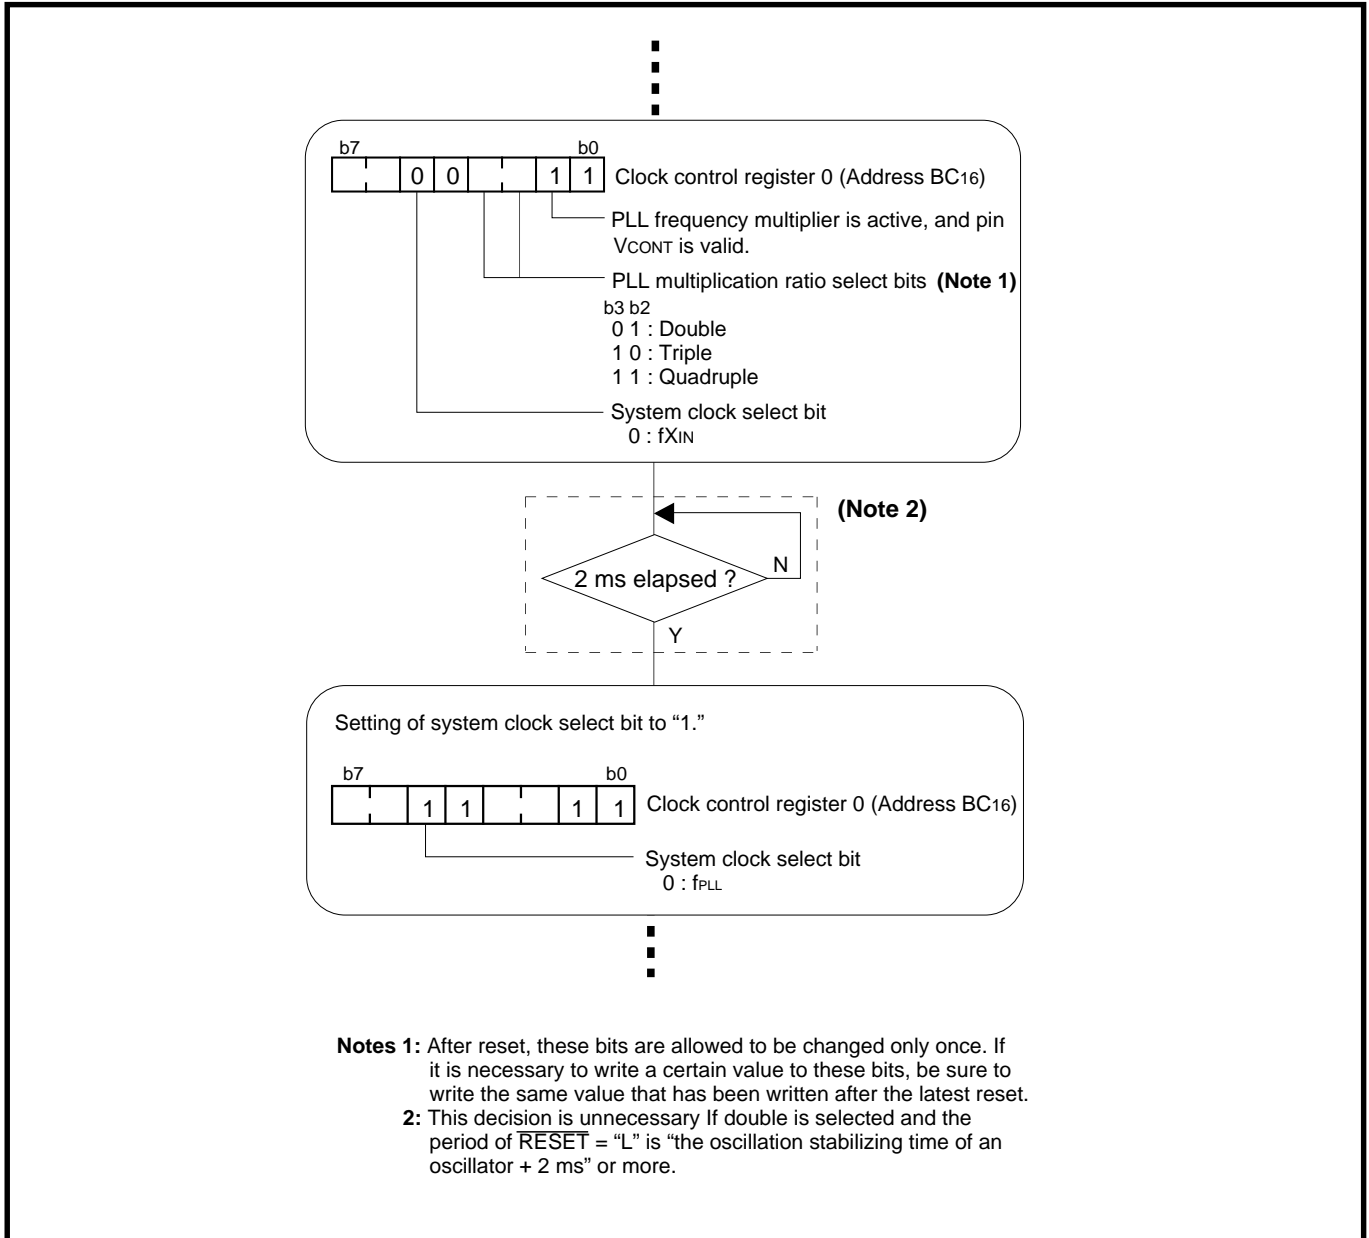 b7 b0
0 0 1 1 Clock control register 0 (Address BC16)
PLL frequency multiplier is active, and pin
VCONT is valid.
PLL multiplication ratio select bits (Note 1)
b3 b2
0 1 : Double
1 0 : Triple
1 1 : Quadruple
System clock select bit
0 : fXIN
(Note 2)
2 ms elapsed ? N
Y
Setting of system clock select bit to “1.”
b7 b0
1 1 1 1 Clock control register 0 (Address BC16)
System clock select bit
0 : fPLL
Notes 1: After reset, these bits are allowed to be changed only once. If
it is necessary to write a certain value to these bits, be sure to
write the same value that has been written after the latest reset.
2: This decision is unnecessary If double is selected and the
period of RESET = “L” is “the oscillation stabilizing time of an
oscillator + 2 ms” or more.